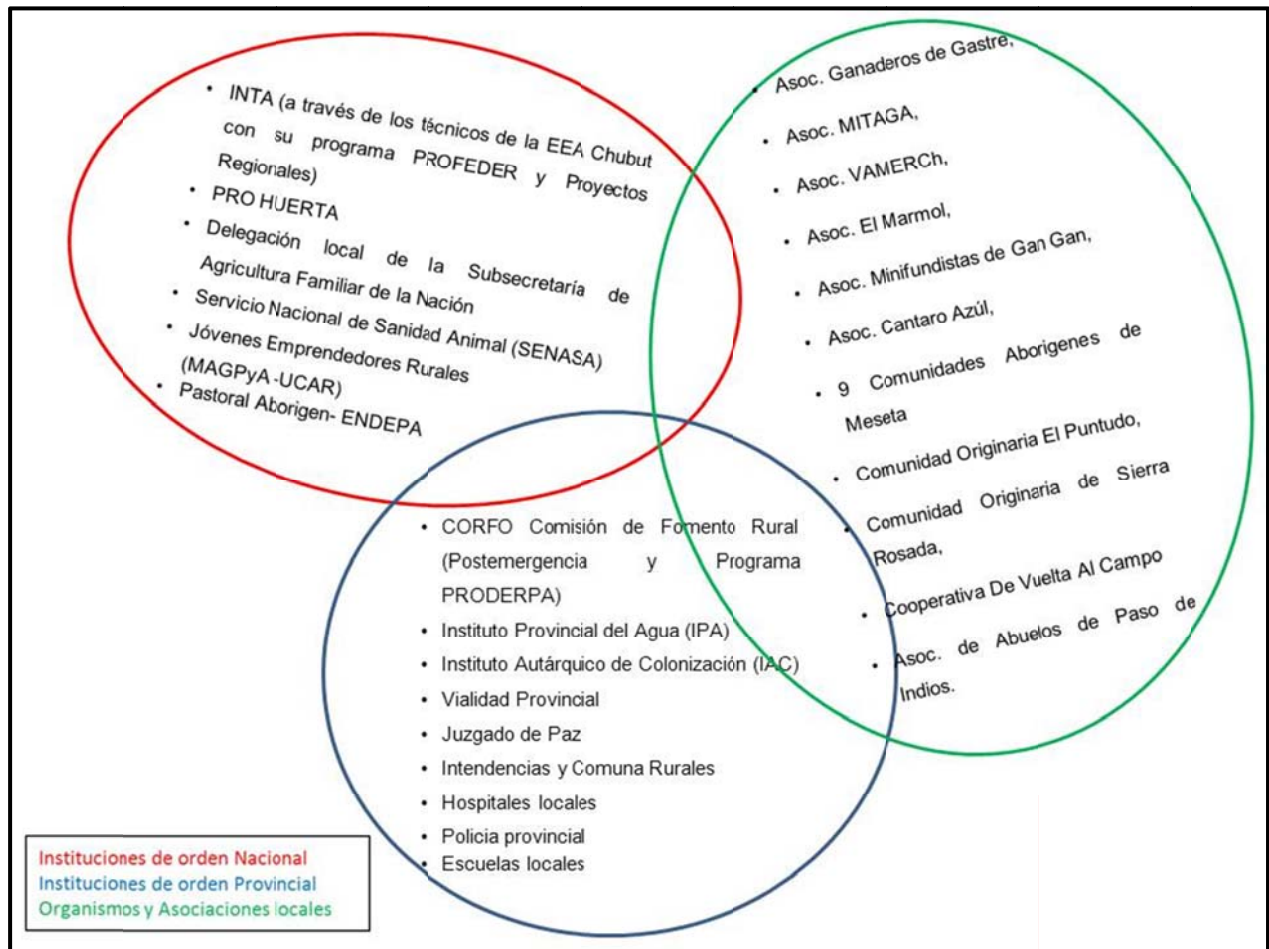 • INTA (a través de los técnicos de la EEA Chubut
con su programa PROFEDER y Proyectos
Regionales)
• PRO HUERTA
• Delegación local de la Subsecretaría de
Agricultura Familiar de la Nación
• Servicio Nacional de Sanidad Animal (SENASA)
• Jóvenes Emprendedores Rurales
(MAGPyA -UCAR)
• Pastoral Aborigen- ENDEPA
• Asoc. Ganaderos de Gastre,
• Asoc. MITAGA,
• Asoc. VAMERCh,
• Asoc. El Marmol,
• Asoc. Minifundistas de Gan Gan,
• Asoc. Cantaro Azúl,
• 9 Comunidades Aborigenes de
Meseta
• Comunidad Originaria El Puntudo,
• Comunidad Originaria de Sierra
Rosada,
• Cooperativa De Vuelta Al Campo
• Asoc. de Abuelos de Paso de
Indios.
• CORFO Comisión de Fomento Rural
(Postemergencia y Programa
PRODERPA)
• Instituto Provincial del Agua (IPA)
• Instituto Autárquico de Colonización (IAC)
• Vialidad Provincial
• Juzgado de Paz
• Intendencias y Comuna Rurales
• Hospitales locales
• Policia provincial
• Escuelas locales
Instituciones de orden Nacional
Instituciones de orden Provincial
Organismos y Asociaciones locales